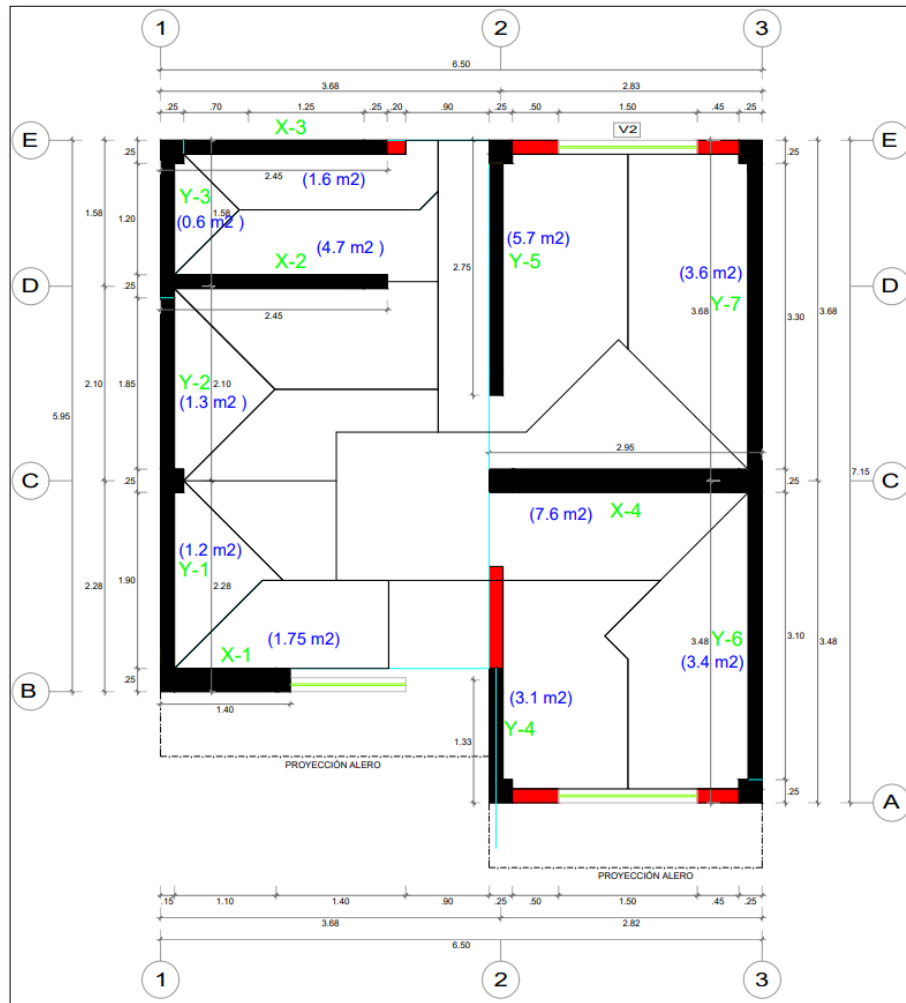 1 2 3
6.50
3.68 2.83
.25 .70 1.25 .25 .20 .90 .25 .50 1.50 .45 .25
X-3 V2
E E
.25
2.45
(1.6 m2)
Y-3
1.58 1.58
1.20
(0.6 m2 )
(4.7 m2 )
(5.7 m2)
Y-5
2.75
(3.6 m2)
Y-7
3.68 3.30 3.68
X-2
D D
.25
2.45
Y-2 2.10
2.10 1.85
(1.3 m2 )
5.95
2.95
C C
.25 .25 7.15
(7.6 m2) X-4
(1.2 m2)
Y-1
2.28 1.90 2.28
(1.75 m2)
3.48 Y-6 3.10 3.48
(3.4 m2)
X-1
B
.25
(3.1 m2)
1.40
Y-4
1.33
PROYECCIÓN ALERO
.25
A
PROYECCIÓN ALERO
.15 1.10 1.40 .90 .25 .50 1.50 .45 .25
3.68 2.82
6.50
1 2 3